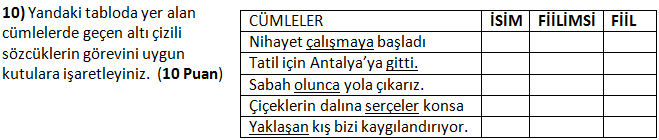 10) Yandaki tabloda yer alan
cümlelerde geçen altı çizili
sözcüklerin görevini uygun
kutulara işaretleyiniz. (10 Puan)
CÜMLELER İSİM FİİLİMSİ FİİL
Nihayet çalışmaya başladı
Tatil için Antalya’ya gitti.
Sabah olunca yola çıkarız.
Çiçeklerin dalına serçeler konsa
Yaklaşan kış bizi kaygılandırıyor.